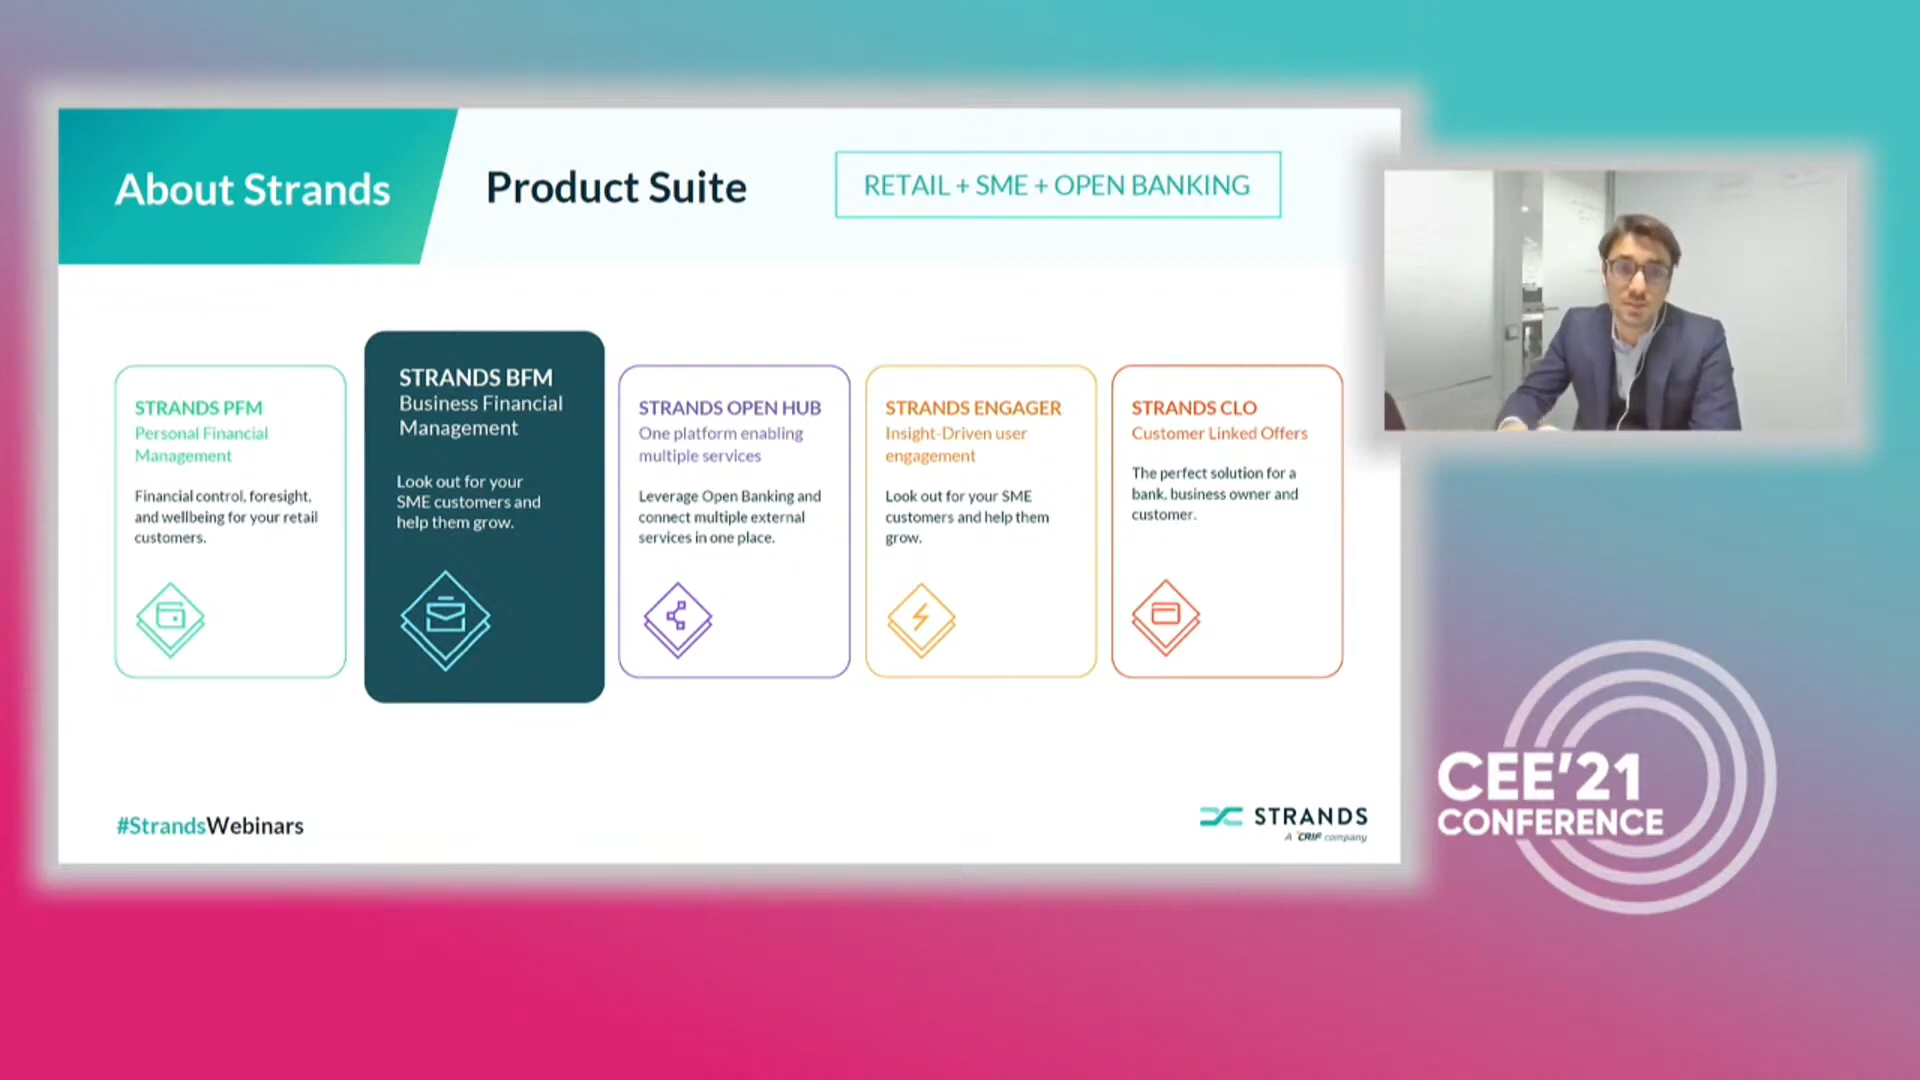 About Strands
Product Suite
RETAIL + SME + OPEN BANKING
STRANDS PFM
Personal Financial
Management
Financial control, foresight,
and wellbeing for your retail
customers.
STRANDS BFM
Business Financial
Management
Look out for your
SME customers and
help them grow.
STRANDS OPEN HUB
One platform enabling
multiple services
Leverage Open Banking and
connect multiple external
services in one place.
STRANDS ENGAGER
Insight-Driven user
engagement
Look out for your SME
customers and help them
grow.
STRANDS CLO
Customer Linked Offers
The perfect solution for a
bank, business owner and
customer.
#StrandsWebinars
STRANDS
A CRIF company
CEE'21
CONFERENCE